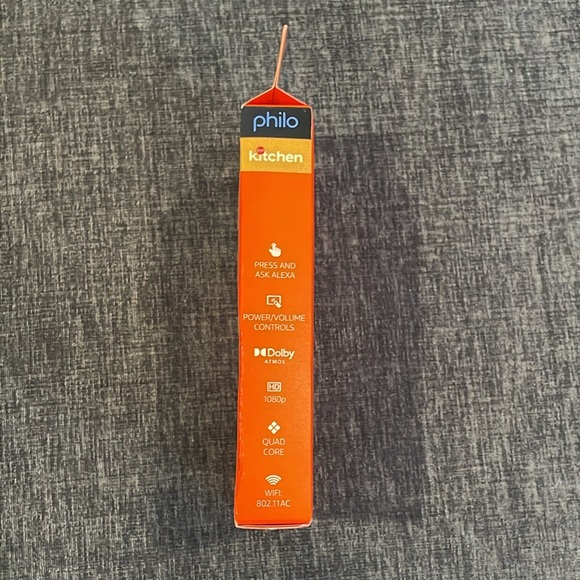 philo
kitchen
PRESS AND
ASK ALEXA
POWER/VOLUME
CONTROLS
Dolby
ATMOS
HD
1080p
QUAD
CORE
WIFI:
802.11AC